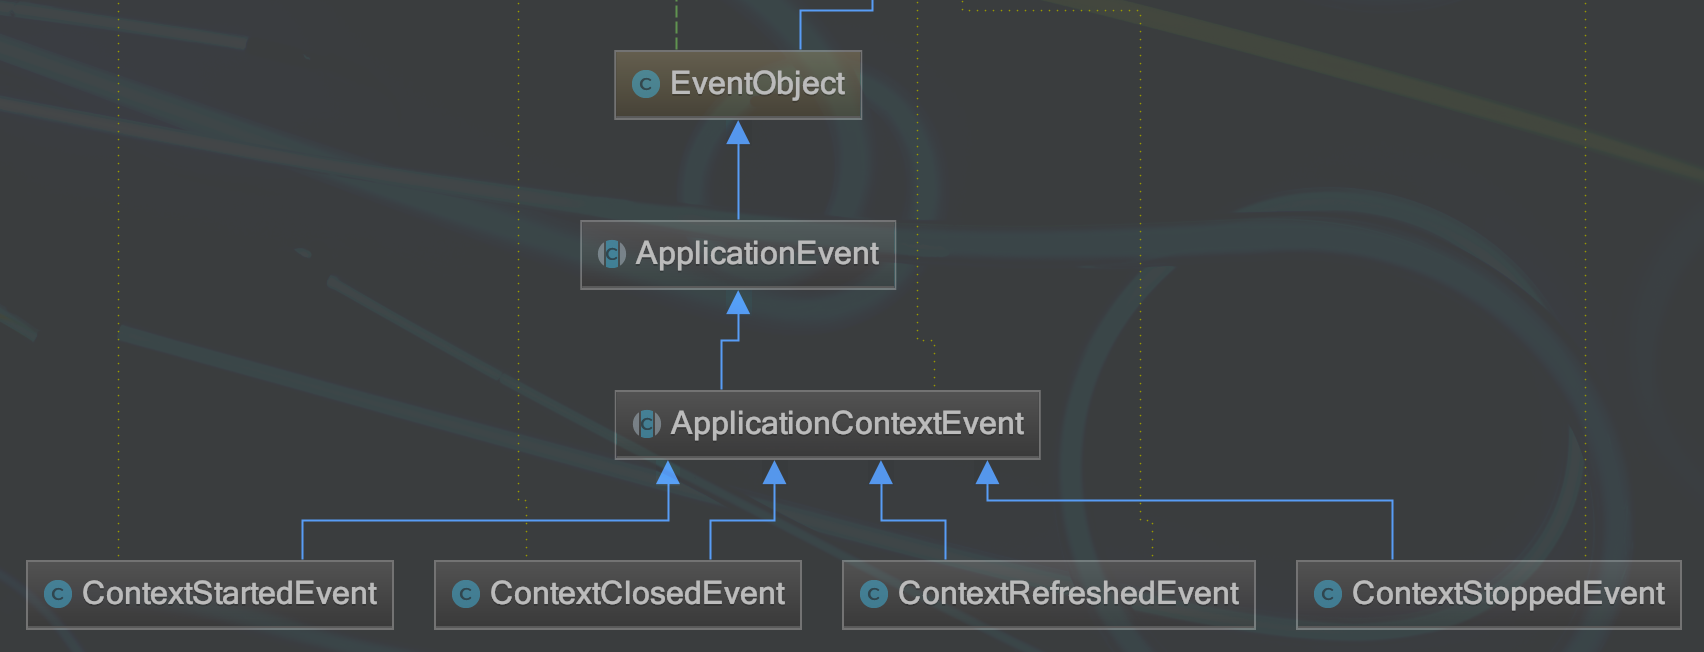 C EventObject
C ApplicationEvent
C ApplicationContextEvent
C ContextStartedEvent
C ContextClosedEvent
C ContextRefreshedEvent
C ContextStoppedEvent